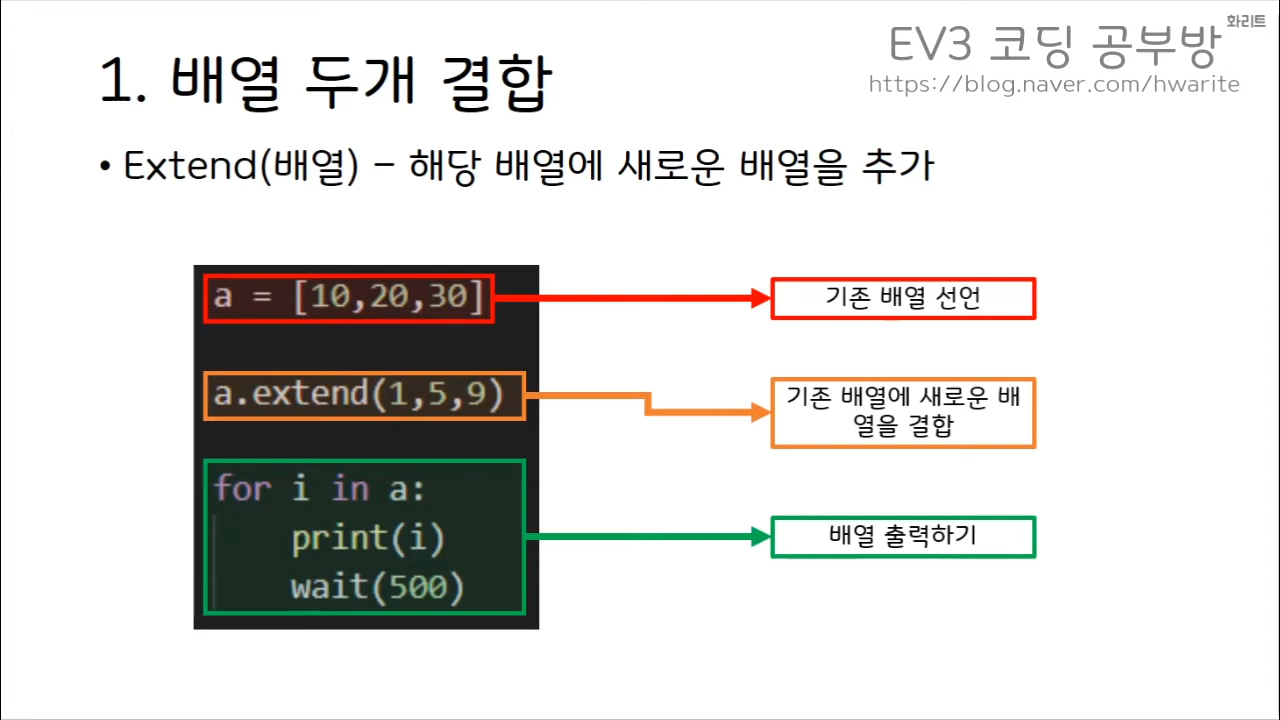 화리트
EV3 코딩 공부방
https://blog.naver.com/hwarite
1. 배열 두개 결합
• Extend(배열) – 해당 배열에 새로운 배열을 추가
a = [10,20,30]
기존 배열 선언
a.extend(1,5,9)
기존 배열에 새로운 배
열을 결합
for i in a:
print(i)
wait(500)
배열 출력하기